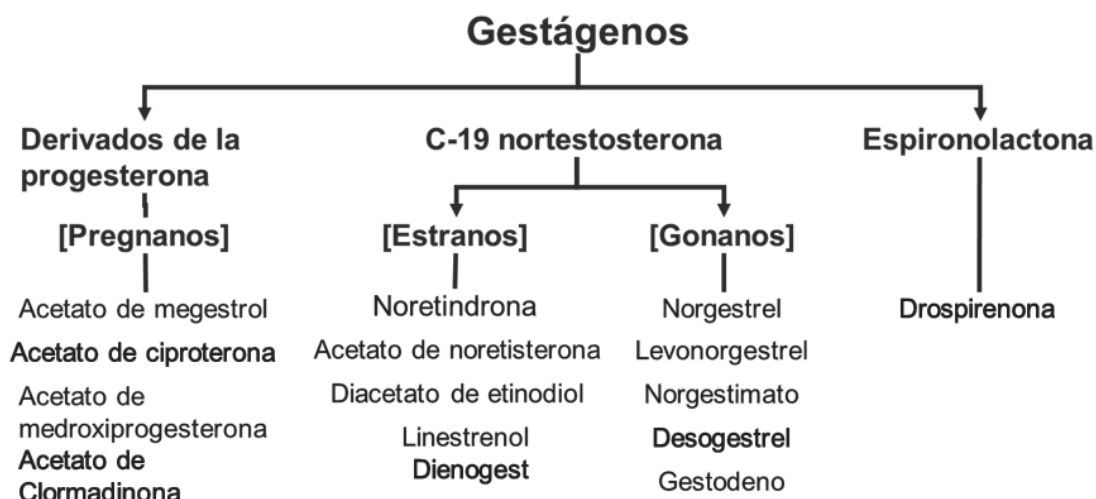 Gestágenos
Derivados de la
progesterona
[Pregnanos]
Acetato de megestrol
Acetato de ciproterona
Acetato de
medroxiprogesterona
Acetato de
Clormadinona
C-19 nortestosterona
[Estranos]
Noretindrona
Acetato de noretisterona
Diacetato de etinodiol
Linestrenol
Dienogest
[Gonanos]
Norgestrel
Levonorgestrel
Norgestimato
Desogestrel
Gestodeno
Espironolactona
Drospirenona